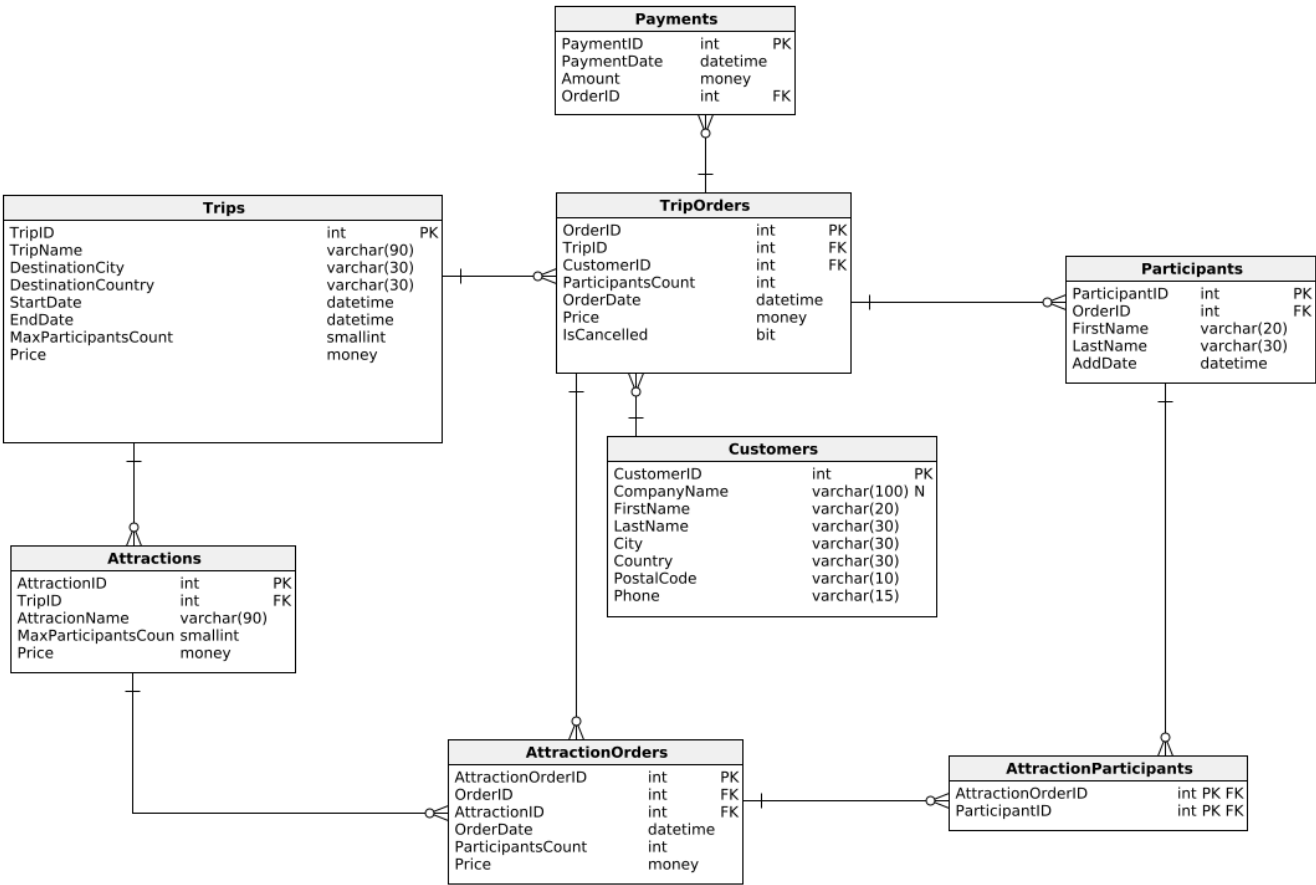 Payments
PaymentID int PK
PaymentDate datetime
Amount money
OrderID int FK
Trips
TripID int PK
TripName varchar(90)
DestinationCity varchar(30)
DestinationCountry varchar(30)
StartDate datetime
EndDate datetime
MaxParticipantsCount smallint
Price money
TripOrders
OrderID int PK
TripID int FK
CustomerID int FK
ParticipantsCount int
OrderDate datetime
Price money
IsCancelled bit
Participants
ParticipantID int PK
OrderID int FK
FirstName varchar(20)
LastName varchar(30)
AddDate datetime
Customers
CustomerID int PK
CompanyName varchar(100) N
FirstName varchar(20)
LastName varchar(30)
City varchar(30)
Country varchar(30)
PostalCode varchar(10)
Phone varchar(15)
Attractions
AttractionID int PK
TripID int FK
AttracionName varchar(90)
MaxParticipantsCoun smallint
Price money
AttractionOrders
AttractionOrderID int PK
OrderID int FK
AttractionID int FK
OrderDate datetime
ParticipantsCount int
Price money
AttractionParticipants
AttractionOrderID int PK FK
ParticipantID int PK FK